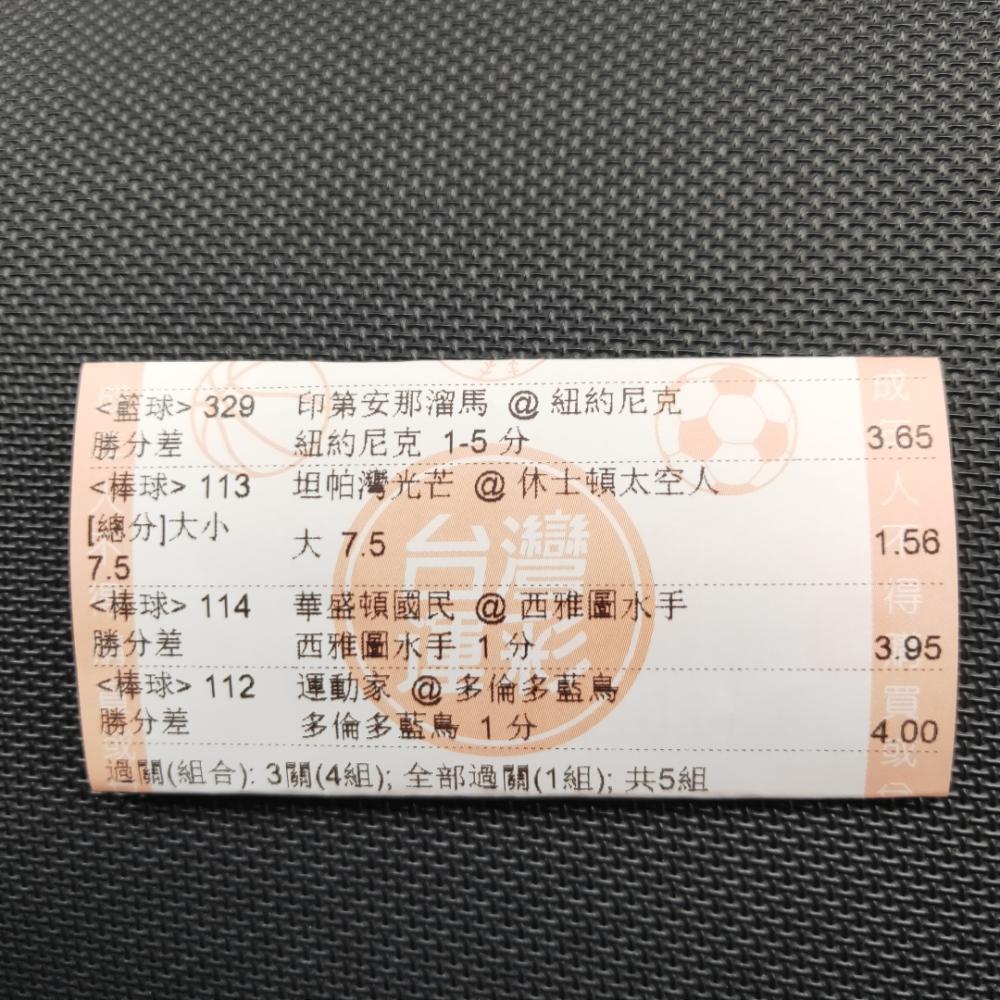 <籃球> 329 印第安那溜馬 @ 紐約尼克
勝分差 紐約尼克 1-5 分 3.65
<棒球> 113 坦帕灣光芒 @ 休士頓太空人
[總分]大小
大 7.5 1.56
7.5
<棒球> 114 華盛頓國民 @ 西雅圖水手
勝分差 西雅圖水手 1 分 3.95
<棒球> 112 運動家 @ 多倫多藍鳥
勝分差 多倫多藍鳥 1 分 4.00
過關(組合): 3關(4組); 全部過關(1組); 共5組
台灣
運彩